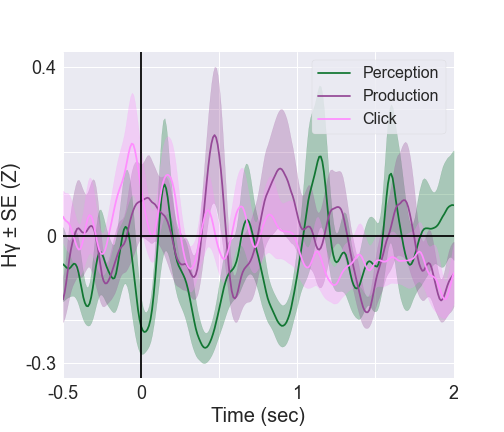 0.4
0
-0.3
Hγ ± SE (Z)
Perception
Production
Click
-0.5
0
1
2
Time (sec)